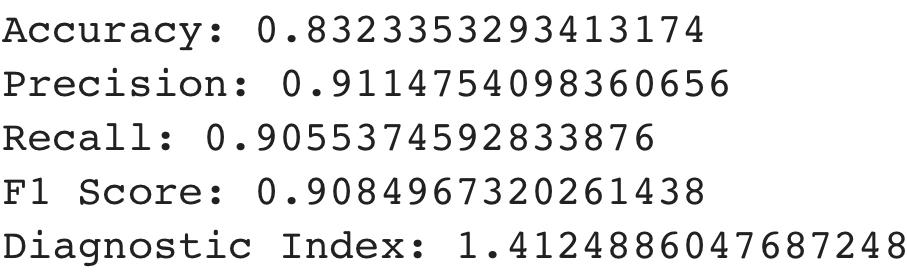 Accuracy: 0.8323353293413174
Precision: 0.9114754098360656
Recall: 0.9055374592833876
F1 Score: 0.9084967320261438
Diagnostic Index: 1.4124886047687248